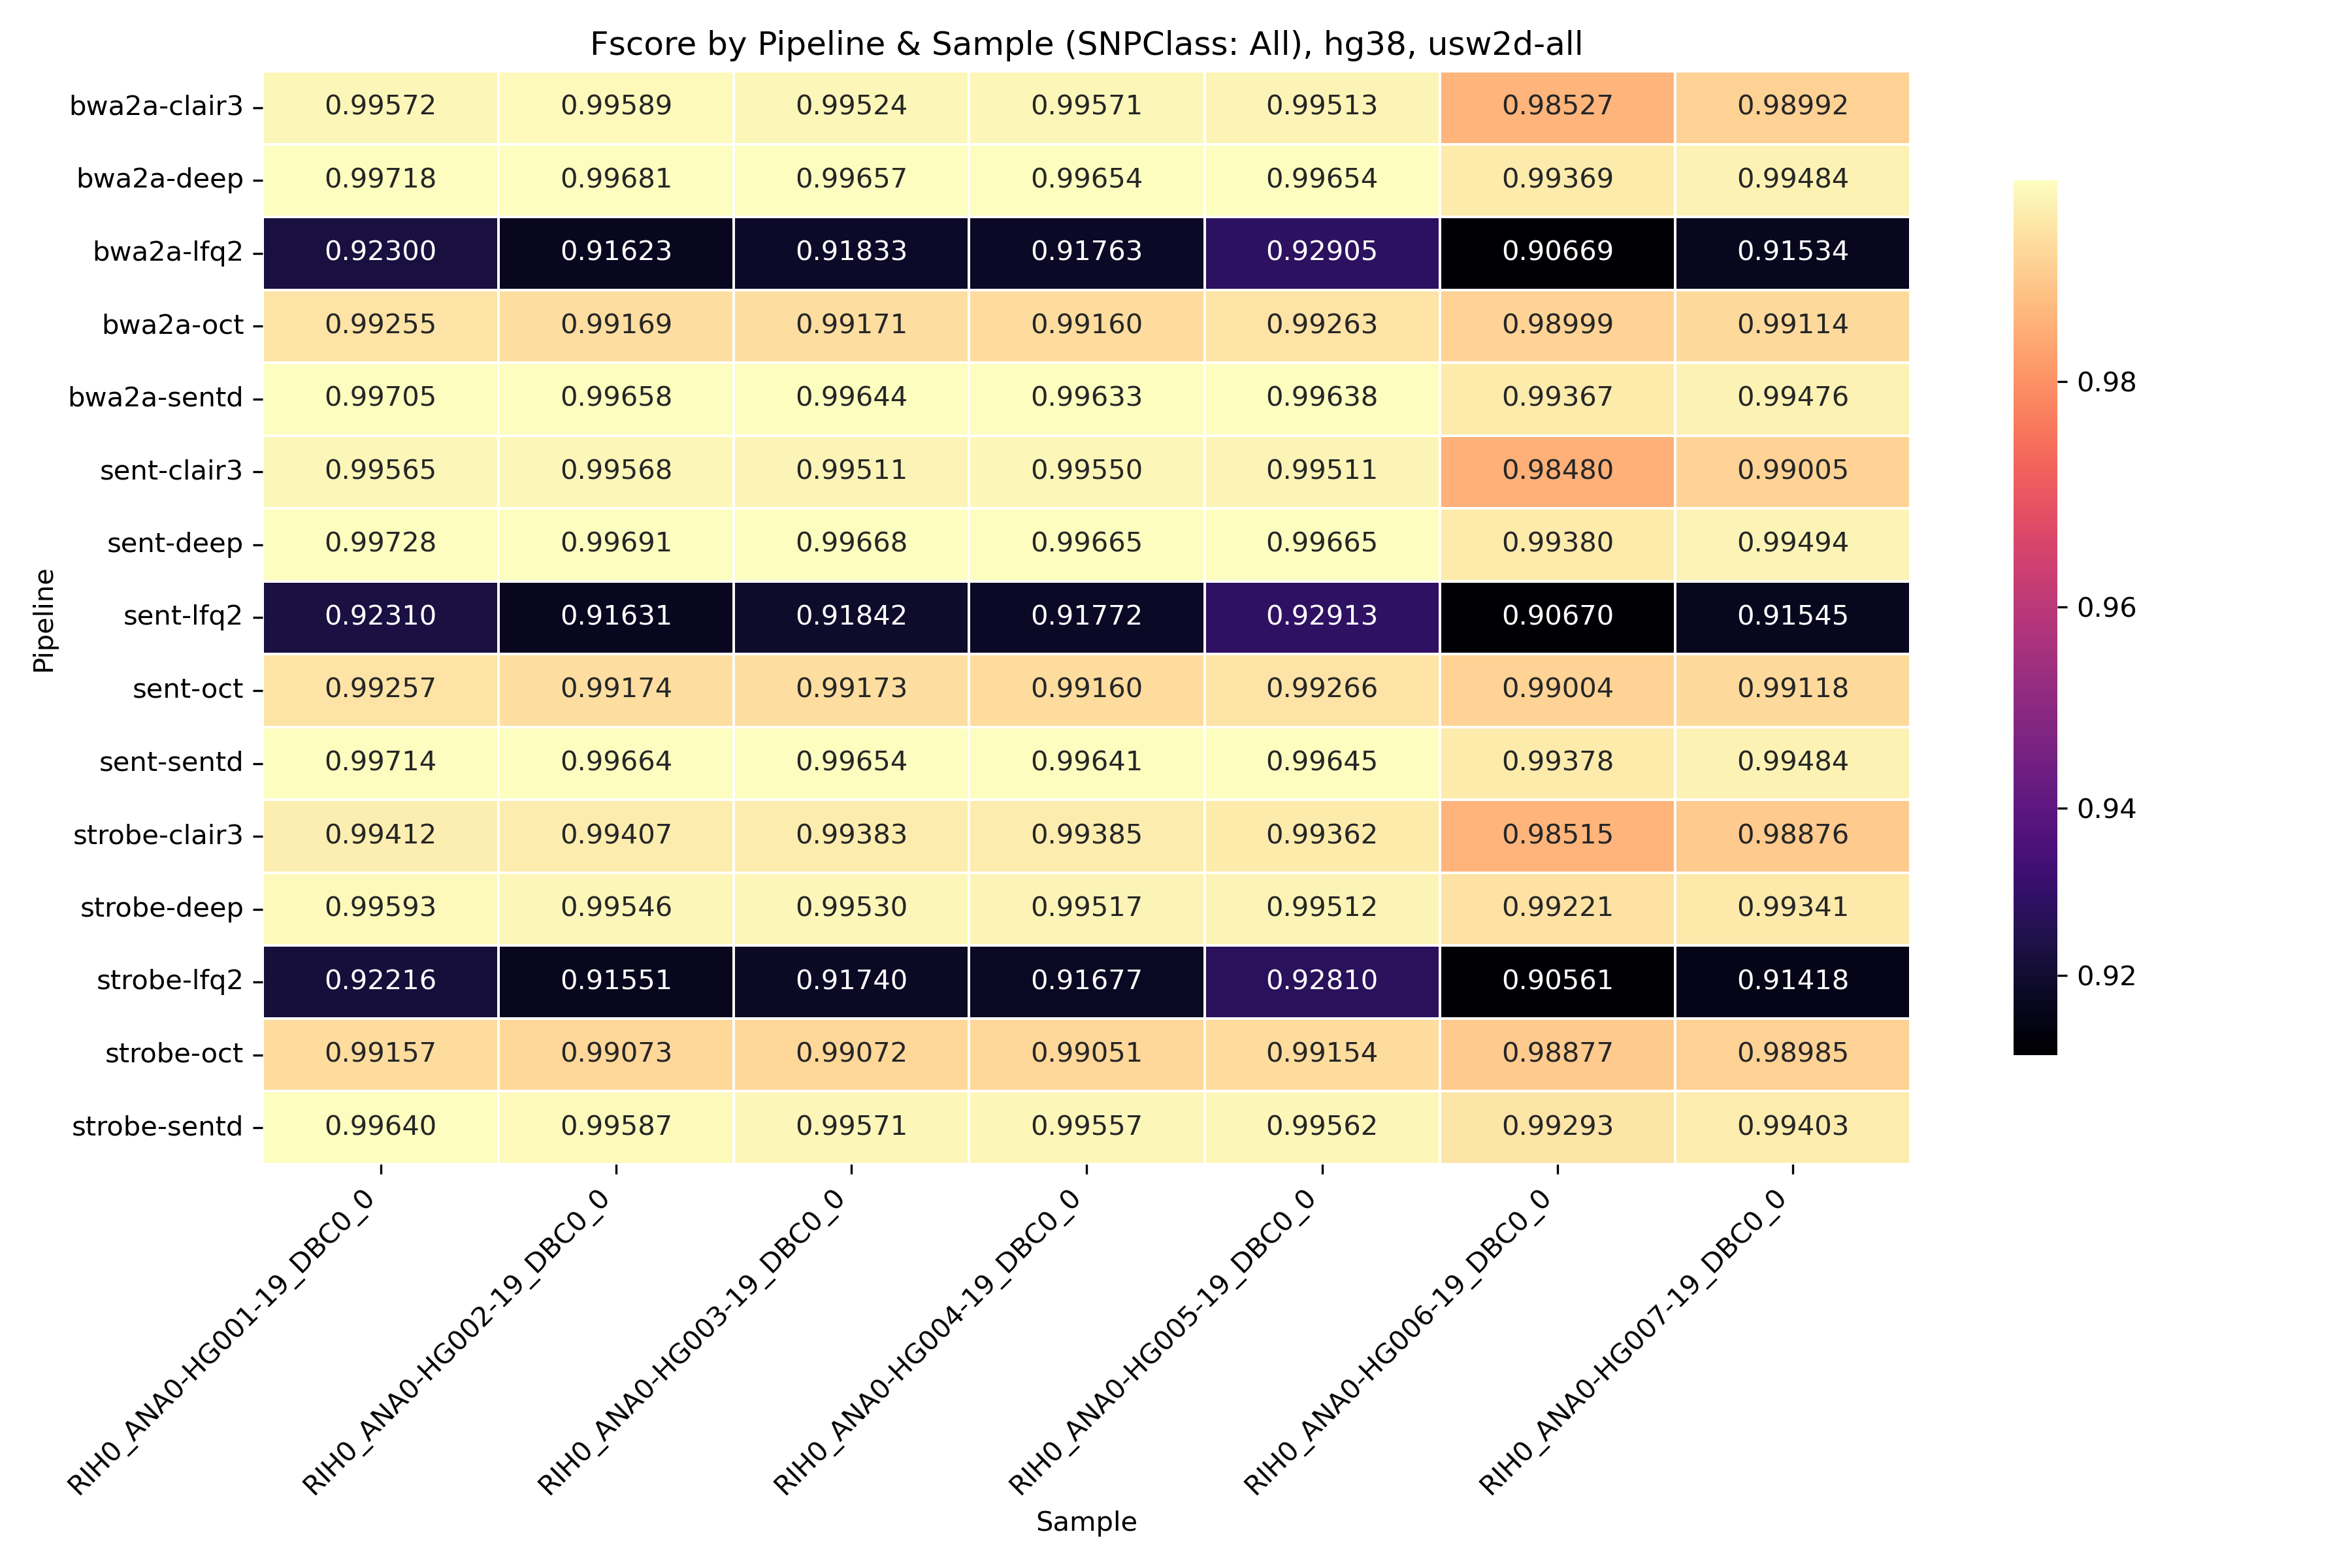 Fscore by Pipeline & Sample (SNPClass: All), hg38, usw2d-all
Pipeline
bwa2a-clair3 0.99572 0.99589 0.99524 0.99571 0.99513 0.98527 0.98992
bwa2a-deep 0.99718 0.99681 0.99657 0.99654 0.99654 0.99369 0.99484
bwa2a-lfq2 0.92300 0.91623 0.91833 0.91763 0.92905 0.90669 0.91534
bwa2a-oct 0.99255 0.99169 0.99171 0.99160 0.99263 0.98999 0.99114
bwa2a-sentd 0.99705 0.99658 0.99644 0.99633 0.99638 0.99367 0.99476
sent-clair3 0.99565 0.99568 0.99511 0.99550 0.99511 0.98480 0.99005
sent-deep 0.99728 0.99691 0.99668 0.99665 0.99665 0.99380 0.99494
sent-lfq2 0.92310 0.91631 0.91842 0.91772 0.92913 0.90670 0.91545
sent-oct 0.99257 0.99174 0.99173 0.99160 0.99266 0.99004 0.99118
sent-sentd 0.99714 0.99664 0.99654 0.99641 0.99645 0.99378 0.99484
strobe-clair3 0.99412 0.99407 0.99383 0.99385 0.99362 0.98515 0.98876
strobe-deep 0.99593 0.99546 0.99530 0.99517 0.99512 0.99221 0.99341
strobe-lfq2 0.92216 0.91551 0.91740 0.91677 0.92810 0.90561 0.91418
strobe-oct 0.99157 0.99073 0.99072 0.99051 0.99154 0.98877 0.98985
strobe-sentd 0.99640 0.99587 0.99571 0.99557 0.99562 0.99293 0.99403
RIH0_ANA0-HG001-19_DBC0_0
RIH0_ANA0-HG002-19_DBC0_0
RIH0_ANA0-HG003-19_DBC0_0
RIH0_ANA0-HG004-19_DBC0_0
RIH0_ANA0-HG005-19_DBC0_0
RIH0_ANA0-HG006-19_DBC0_0
RIH0_ANA0-HG007-19_DBC0_0
Sample
0.98
0.96
0.94
0.92